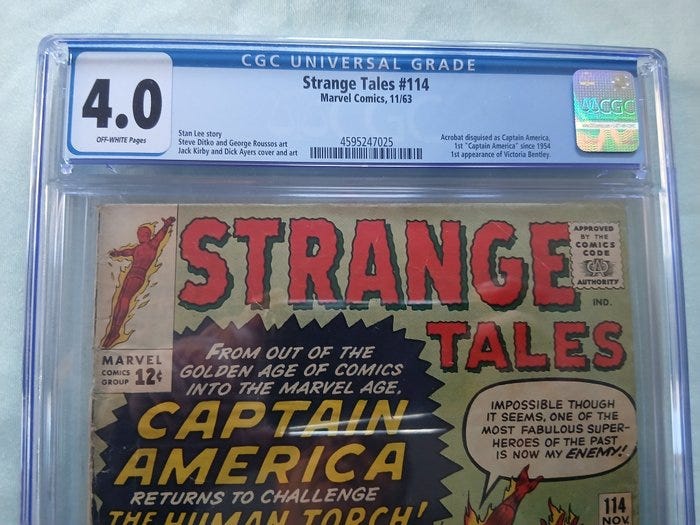 CGC UNIVERSAL GRADE
4.0
OFF-WHITE Pages
Strange Tales #114
Marvel Comics, 11/63
Stan Lee story
Steve Ditko and George Roussos art
Jack Kirby and Dick Ayers cover and art
4595247025
Acrobat disguised as Captain America,
1st "Captain America" since 1954
1st appearance of Victoria Bentley.
CGC
STRANGE
TALES
APPROVED
BY THE
COMICS
CODE
AUTHORITY
IND.
MARVEL
COMICS
GROUP 12¢
FROM OUT OF THE
GOLDEN AGE OF COMICS
INTO THE MARVEL AGE,
CAPTAIN
AMERICA
RETURNS TO CHALLENGE
THE HUMAN TORCH!
IMPOSSIBLE THOUGH
IT SEEMS, ONE OF THE
MOST FABULOUS SUPER-
HEROES OF THE PAST
IS NOW MY ENEMY!
114
NOV